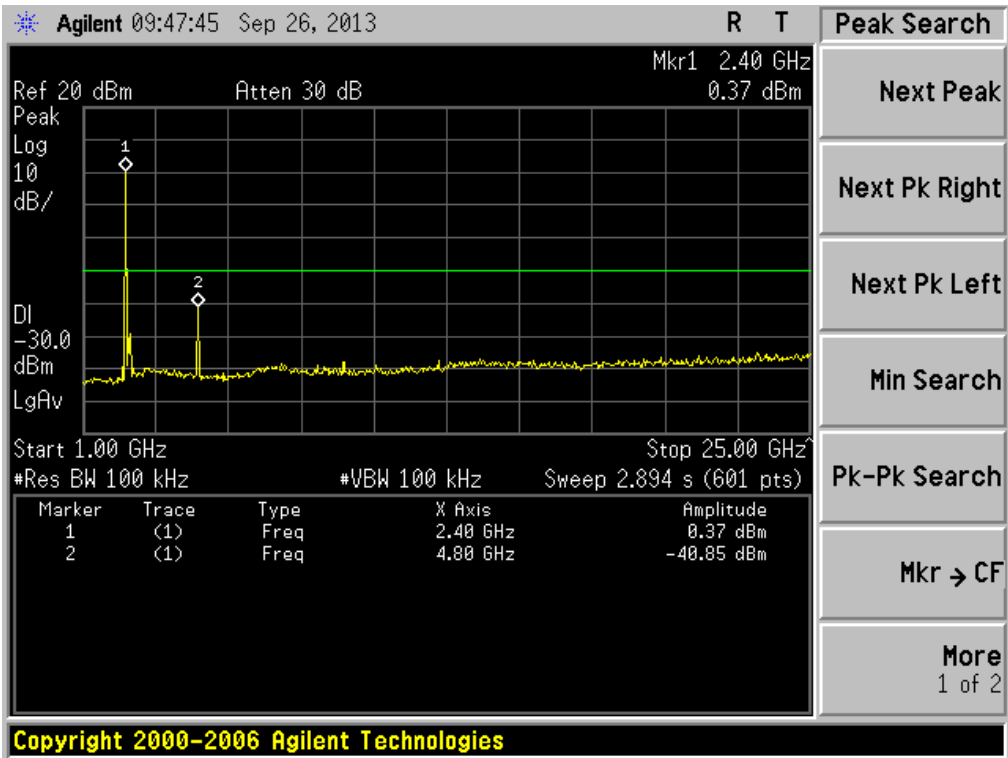 Agilent 09:47:45 Sep 26, 2013 R T
Peak Search
Mkr1 2.40 GHz
Ref 20 dBm Atten 30 dB 0.37 dBm
Peak
Log
10
dB/
1
2
DI
-30.0
dBm
LgAv
Start 1.00 GHz Stop 25.00 GHz^
#Res BW 100 kHz #VBW 100 kHz Sweep 2.894 s (601 pts)
Marker Trace Type X Axis Amplitude
1 (1) Freq 2.40 GHz 0.37 dBm
2 (1) Freq 4.80 GHz -40.85 dBm
Next Peak
Next Pk Right
Next Pk Left
Min Search
Pk-Pk Search
Mkr → CF
More
1 of 2
Copyright 2000-2006 Agilent Technologies